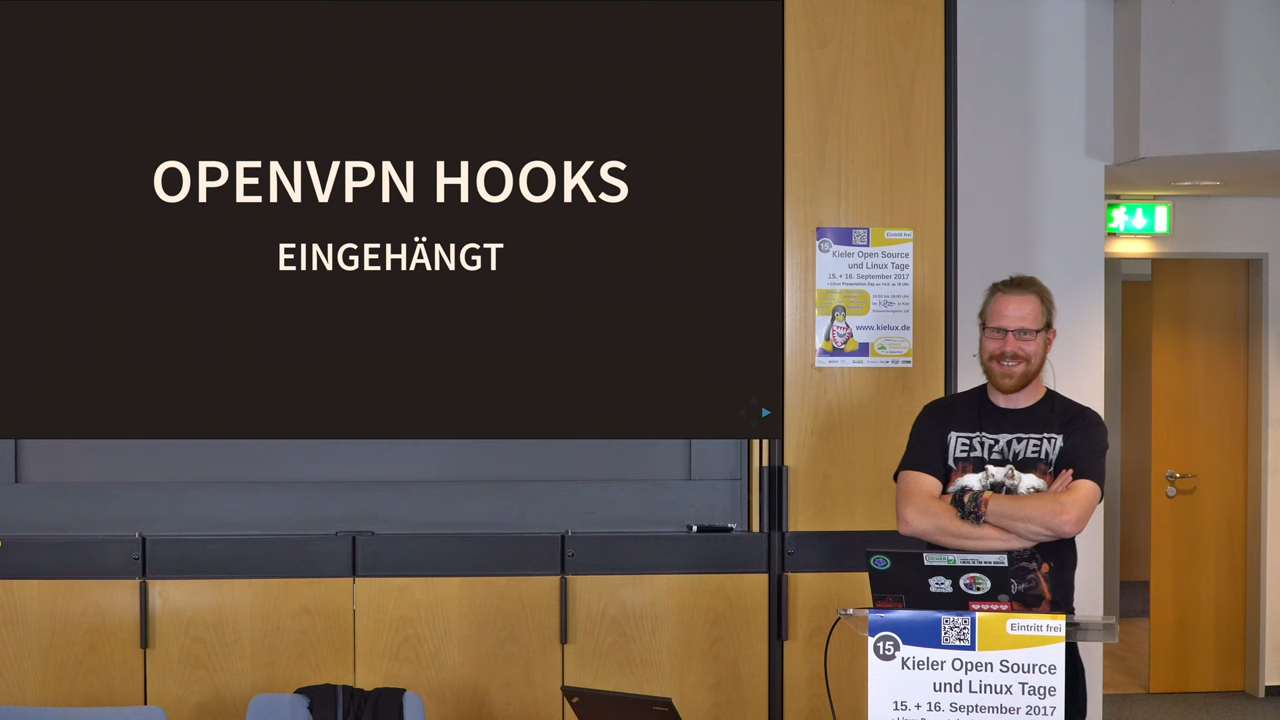 OPENVPN HOOKS
EINGEHÄNGT
Eintritt frei
15.
Kieler Open Source
und Linux Tage
15. + 16. September 2017
www.kielux.de
TESTAMENT
Eintritt frei
15.
Kieler Open Source
und Linux Tage
15. + 16. September 2017